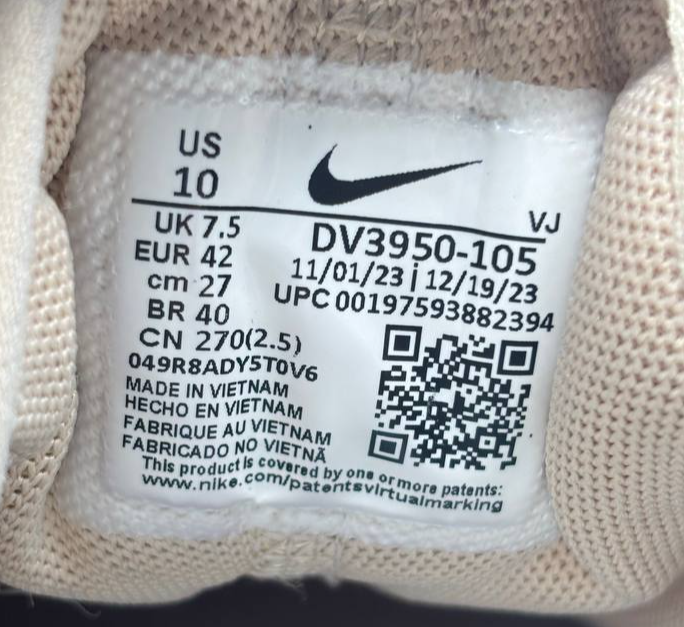 US
10
VJ
UK 7.5
EUR 42
cm 27
BR 40
CN 270(2.5)
049R8ADY5T0V6
DV3950-105
11/01/23 | 12/19/23
UPC 00197593882394
MADE IN VIETNAM
HECHO EN VIETNAM
FABRIQUE AU VIETNAM
FABRICADO NO VIETNÃ
This product is covered by one or more patents:
www.nike.com/patentsvirtualmarking